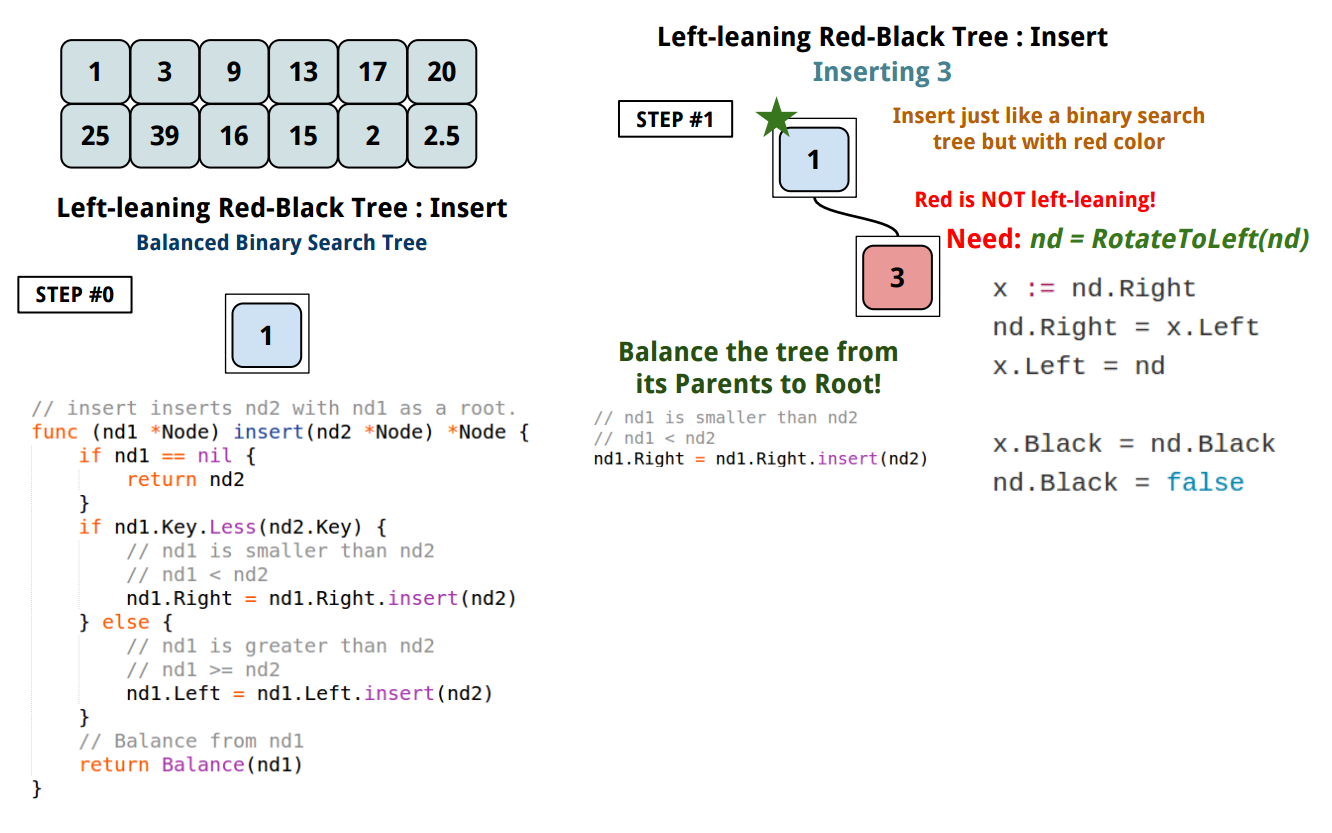 1 3 9 13 17 20
25 39 16 15 2 2.5
Left-leaning Red-Black Tree : Insert
Balanced Binary Search Tree
STEP #0
1
// insert inserts nd2 with nd1 as a root.
func (nd1 *Node) insert(nd2 *Node) *Node {
    if nd1 == nil {
        return nd2
    }
    if nd1.Key.Less(nd2.Key) {
        // nd1 is smaller than nd2
        // nd1 < nd2
        nd1.Right = nd1.Right.insert(nd2)
    } else {
        // nd1 is greater than nd2
        // nd1 >= nd2
        nd1.Left = nd1.Left.insert(nd2)
    }
    // Balance from nd1
    return Balance(nd1)
}
Left-leaning Red-Black Tree : Insert
Inserting 3
STEP #1
Insert just like a binary search
tree but with red color
1
Red is NOT left-leaning!
Need: nd = RotateToLeft(nd)
3
x := nd.Right
nd.Right = x.Left
x.Left = nd
x.Black = nd.Black
nd.Black = false
Balance the tree from
its Parents to Root!
// nd1 is smaller than nd2
// nd1 < nd2
nd1.Right = nd1.Right.insert(nd2)